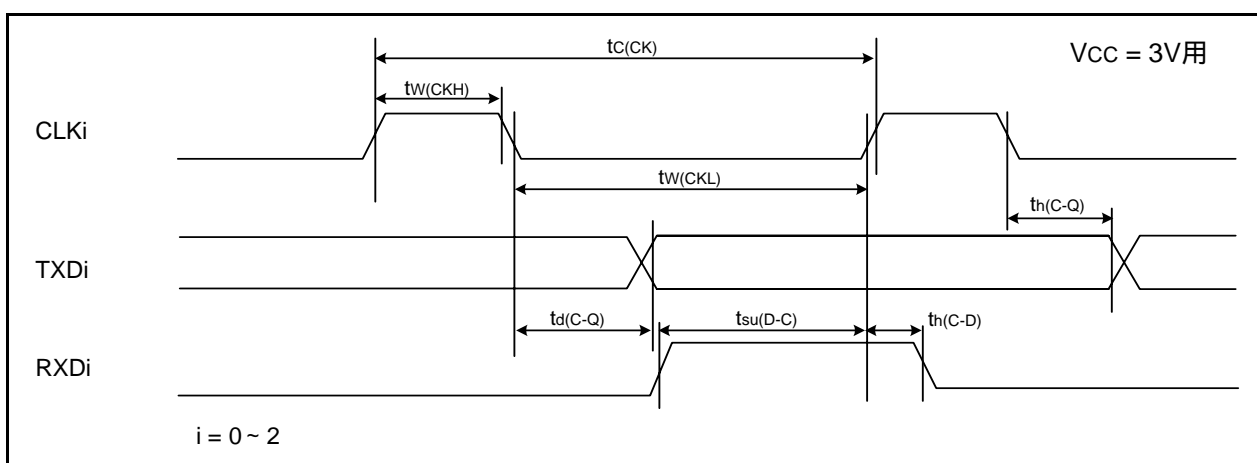 tC(CK)
VCC = 3V用
tW(CKH)
CLKi
tW(CKL)
th(C-Q)
TXDi
td(C-Q)
tsu(D-C)
th(C-D)
RXDi
i = 0 ~ 2